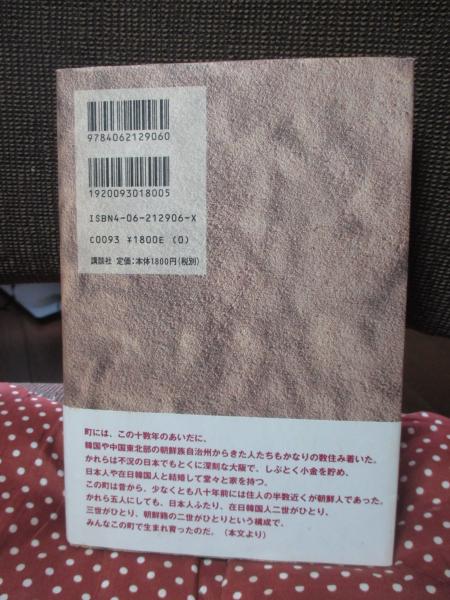 9784062129060
1920093018005
ISBN4-06-212906-X
C0093 ¥1800E (0)
講談社 定価:本体1800円(税別)
町には、この十数年のあいだに、
韓国や中国東北部の朝鮮族自治州からきた人たちもかなりの数住み着いた。
かれらは不況の日本でもとくに深刻な大阪で、しぶとく小金を貯め、
日本人や在日韓国人と結婚して堂々と家を持つ。
この町は昔から、少なくとも八十年前には住人の半数近くが朝鮮人であった。
かれら五人にしても、日本人ふたり、在日韓国人二世がひとり、
三世がひとり、朝鮮籍の二世がひとりという構成で、
みんなこの町で生まれ育ったのだ。(本文より)